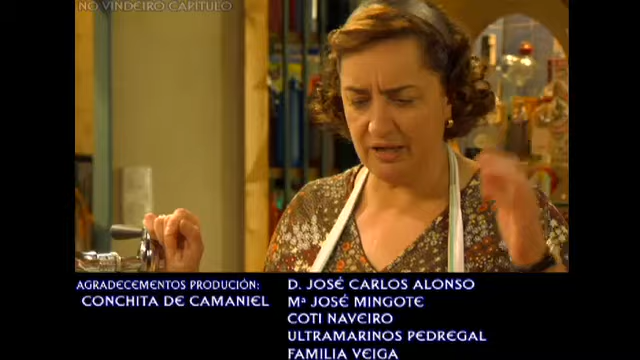 NO VINDEIRO CAPITULO
AGRADECEMENTOS PRODUCIÓN:
CONCHITA DE CAMANIEL
D. JOSÉ CARLOS ALONSO
Mª JOSÉ MINGOTE
COTI NAVEIRO
ULTRAMARINOS PEDREGAL
FAMILIA VEIGA